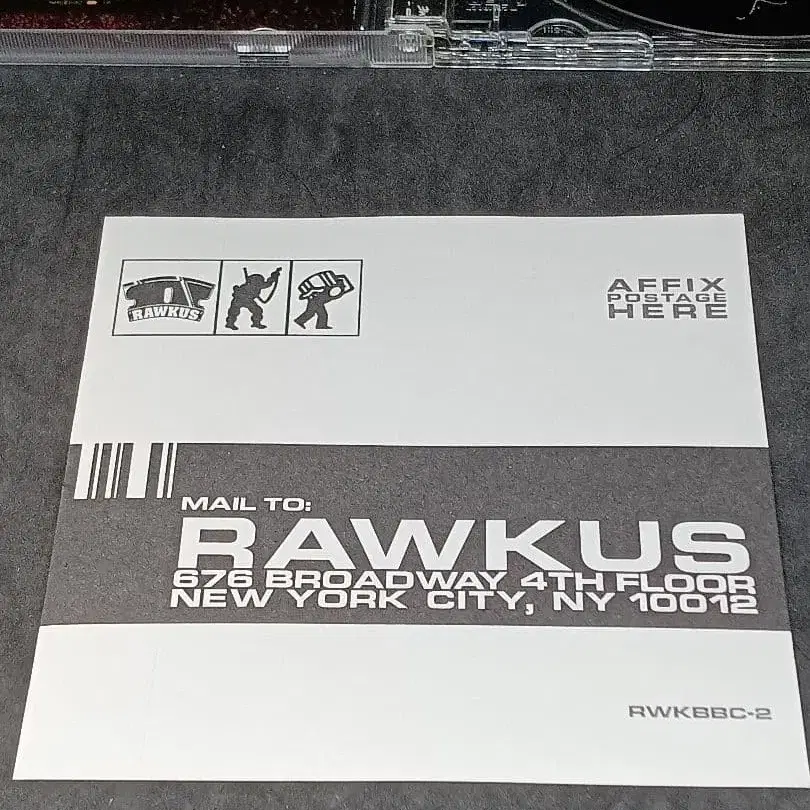 RAWKUS
AFFIX
POSTAGE
HERE
MAIL TO:
RAWKUS
676 BROADWAY 4TH FLOOR
NEW YORK CITY, NY 10012
RWKBBC-2